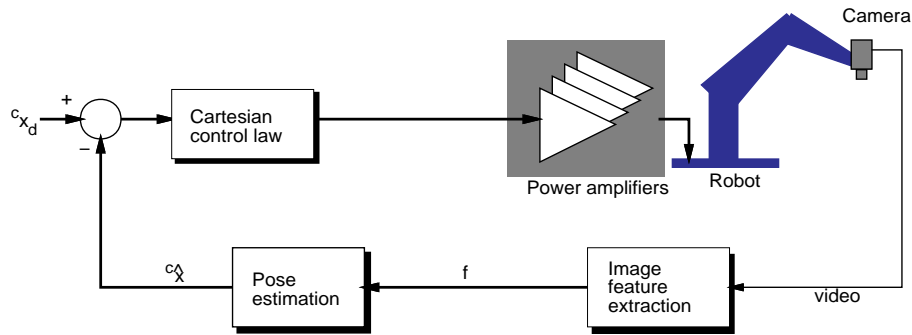 Camera
+
c
x
d
Cartesian
control law
−
Power amplifiers
Robot
c
x̂
Pose
estimation
f
Image
feature
extraction
video